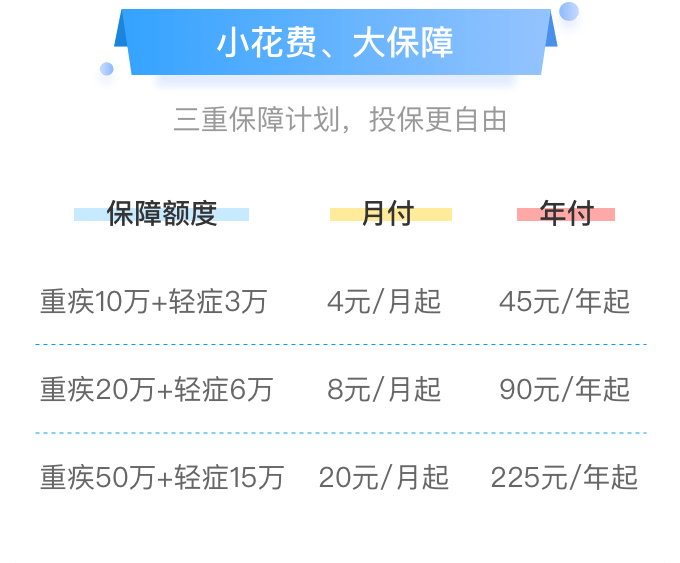 小花费、大保障
三重保障计划，投保更自由
保障额度 月付 年付
重疾10万+轻症3万 4元/月起 45元/年起
重疾20万+轻症6万 8元/月起 90元/年起
重疾50万+轻症15万 20元/月起 225元/年起